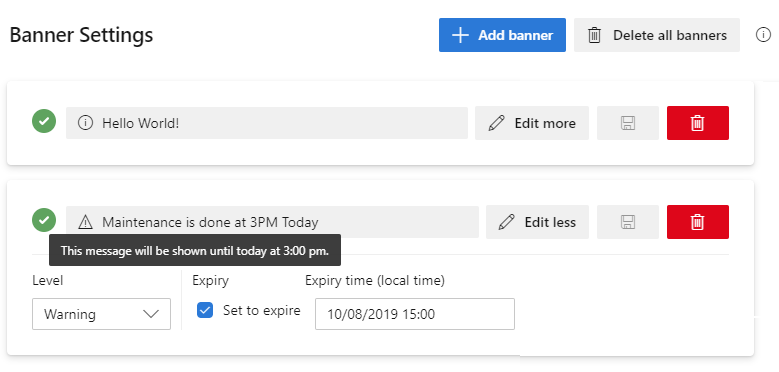 Banner Settings
Add banner
Delete all banners
Hello World!
Edit more
Maintenance is done at 3PM Today
Edit less
This message will be shown until today at 3:00 pm.
Level
Expiry
Expiry time (local time)
Warning
Set to expire
10/08/2019 15:00